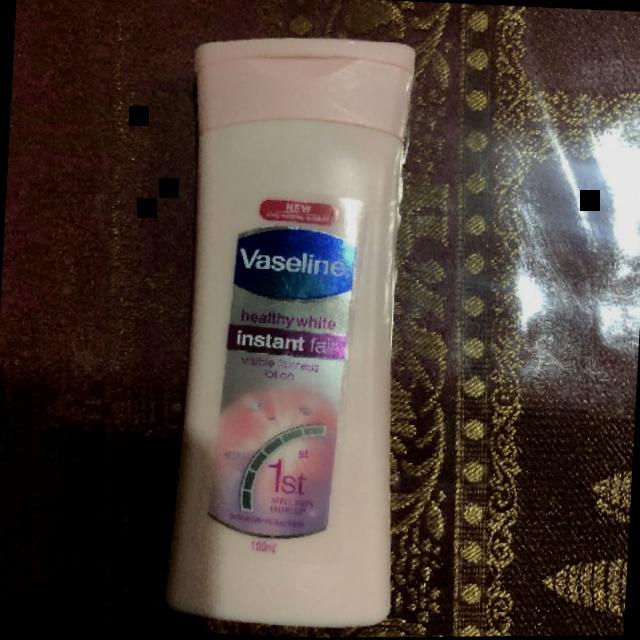 NEW
Vaseline
healthy white
instant fair
visible fairness
lotion
1st
100ml